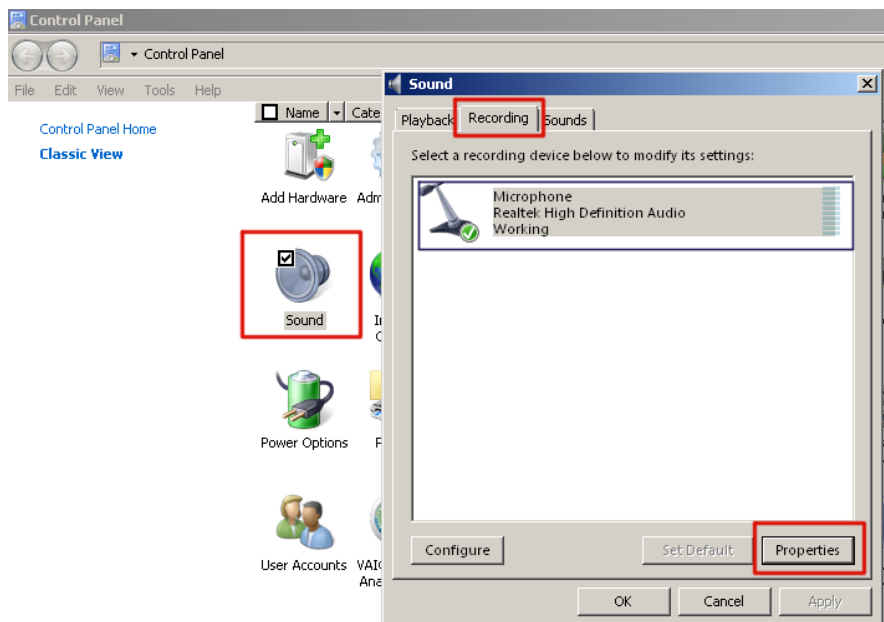 Control Panel
Control Panel
File Edit View Tools Help
Control Panel Home
Classic View
Name Cate
Add Hardware Adm
Sound
Power Options
User Accounts VAIO
Ana
Sound
Playback Recording Sounds
Select a recording device below to modify its settings:
Microphone
Realtek High Definition Audio
Working
Configure Set Default Properties
OK Cancel Apply